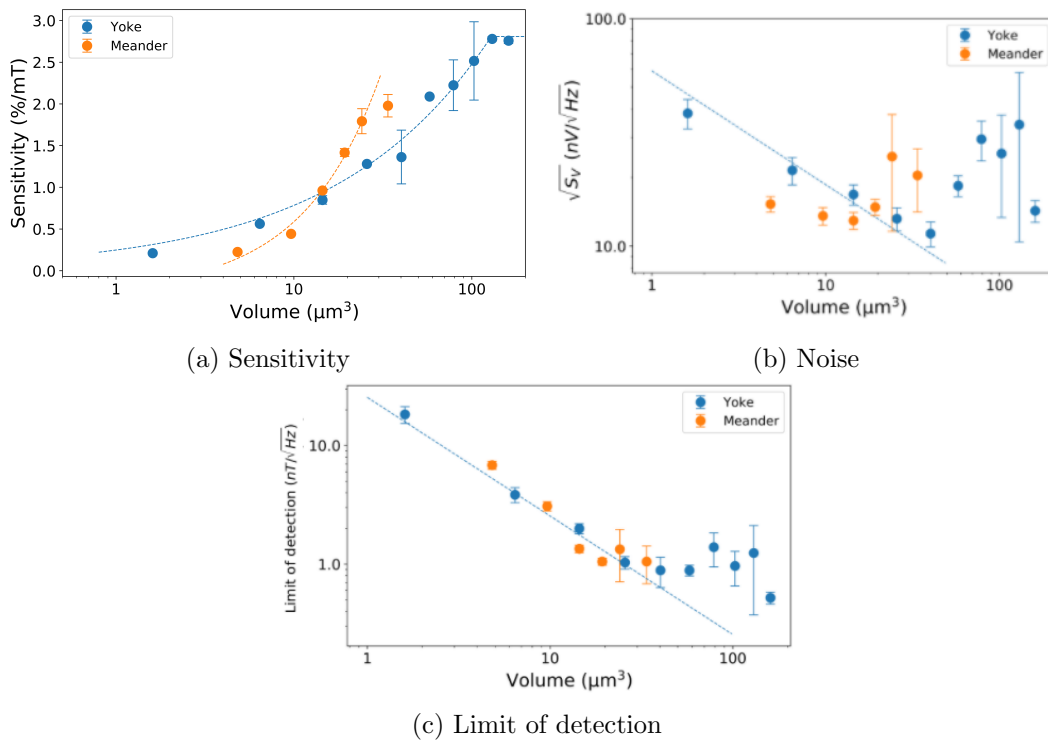 3.0
2.5
2.0
1.5
1.0
0.5
0.0
Sensitivity (%/mT)
Yoke
Meander
1
10
100
Volume (μm³)
(a) Sensitivity
100.0
10.0
√S_V (nV/√Hz)
Yoke
Meander
1
10
100
Volume (μm³)
(b) Noise
10.0
1.0
Limit of detection (nT/√Hz)
Yoke
Meander
1
10
100
Volume (μm³)
(c) Limit of detection